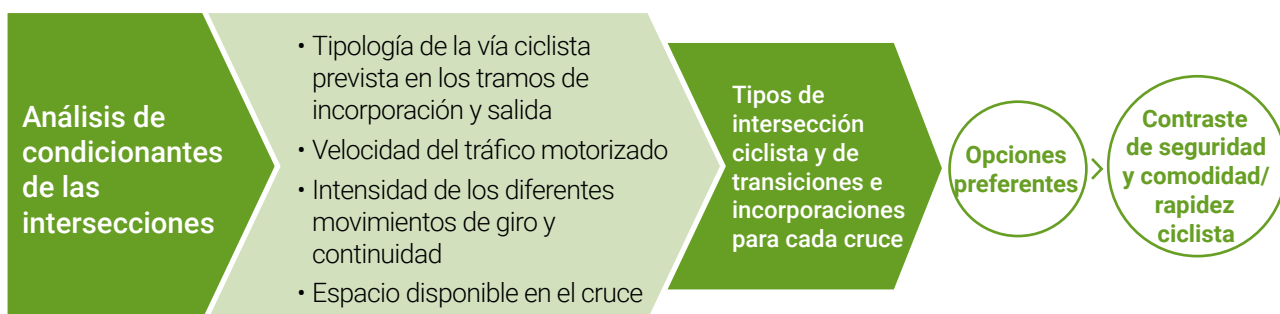 Análisis de
condicionantes
de las
intersecciones
• Tipología de la vía ciclista
prevista en los tramos de
incorporación y salida
• Velocidad del tráfico motorizado
• Intensidad de los diferentes
movimientos de giro y
continuidad
• Espacio disponible en el cruce
Tipos de
intersección
ciclista y de
transiciones e
incorporaciones
para cada cruce
Opciones
preferentes
Contraste
de seguridad
y comodidad/
rapidez
ciclista